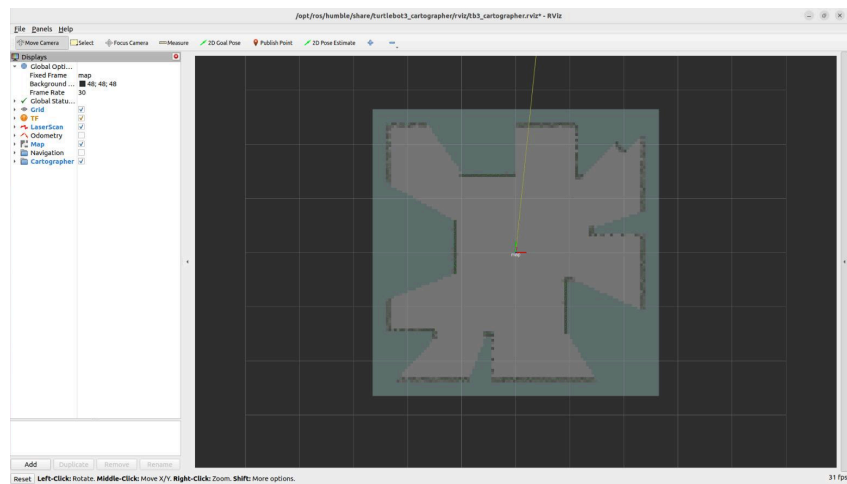 /opt/ros/humble/share/turtlebot3_cartographer/rviz/tb3_cartographer.rviz* - RViz
File Panels Help
Move Camera Select Focus Camera Measure 2D Goal Pose Publish Point 2D Pose Estimate
Displays
Global Opti...
Fixed Frame map
Background ... 48; 48; 48
Frame Rate 30
Global Statu...
Grid
TF
LaserScan
Odometry
Map
Navigation
Cartographer
map
Add Duplicate Remove Rename
Reset Left-Click: Rotate. Middle-Click: Move X/Y. Right-Click: Zoom. Shift: More options. 31 fps